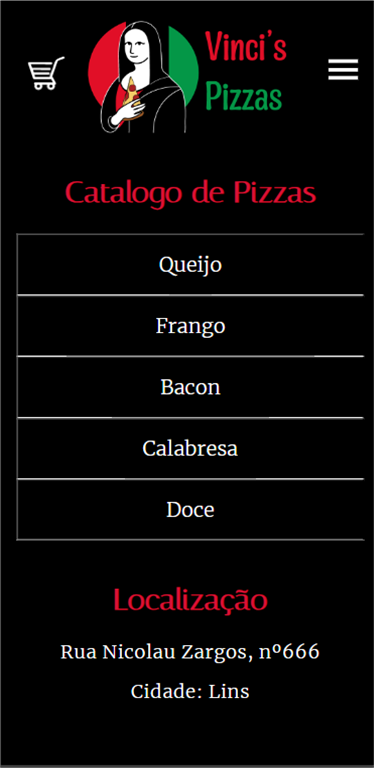 Vinci's
Pizzas
Catalogo de Pizzas
Queijo
Frango
Bacon
Calabresa
Doce
Localização
Rua Nicolau Zargos, nº666
Cidade: Lins